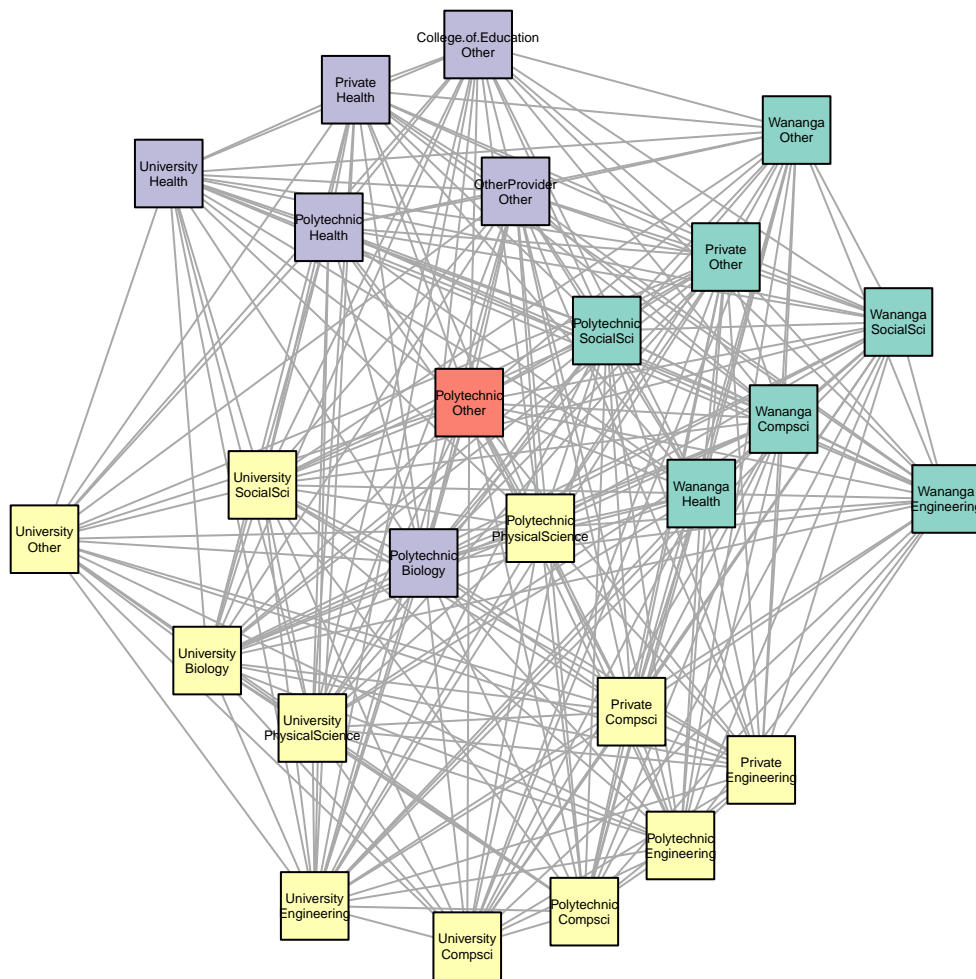 College.of.Education
Other
Private
Health
Wananga
Other
University
Health
OtherProvider
Other
Polytechnic
Health
Private
Other
Wananga
SocialSci
Polytechnic
SocialSci
Polytechnic
Other
Wananga
Compsci
University
SocialSci
Wananga
Health
Wananga
Engineering
Polytechnic
PhysicalScience
University
Other
Polytechnic
Biology
University
Biology
Private
Compsci
University
PhysicalScience
Private
Engineering
Polytechnic
Engineering
University
Engineering
Polytechnic
Compsci
University
Compsci